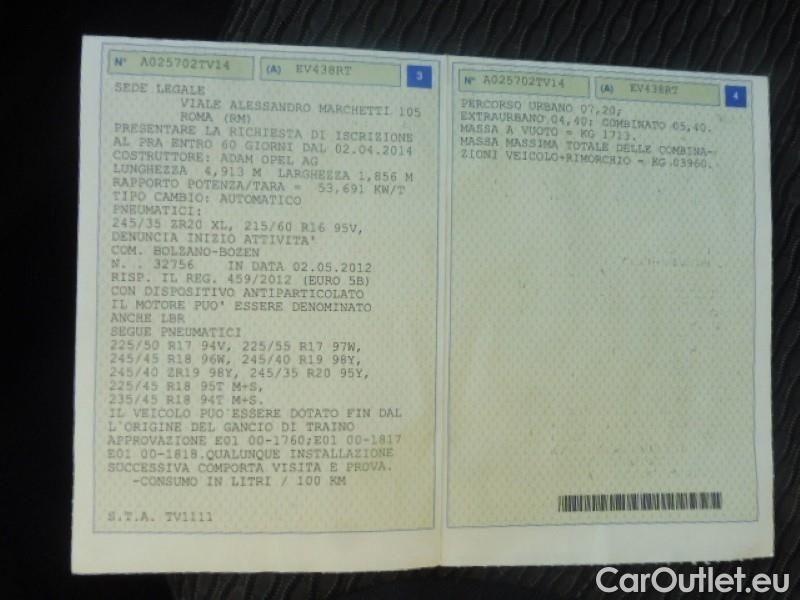 N° A025702TV14 (A) EV438RT 3
SEDE LEGALE
VIALE ALESSANDRO MARCHETTI 105
ROMA (RM)
PRESENTARE LA RICHIESTA DI ISCRIZIONE
AL PRA ENTRO 60 GIORNI DAL 02.04.2014
COSTRUTTORE: ADAM OPEL AG
LUNGHEZZA 4,913 M LARGHEZZA 1,856 M
RAPPORTO POTENZA/TARA = 53,691 KW/T
TIPO CAMBIO: AUTOMATICO
PNEUMATICI:
245/35 ZR20 XL, 215/60 R16 95V,
DENUNCIA INIZIO ATTIVITA'
COM. BOLZANO-BOZEN
N. . 32756 IN DATA 02.05.2012
RISP. IL REG. 459/2012 (EURO 5B)
CON DISPOSITIVO ANTIPARTICOLATO
IL MOTORE PUO' ESSERE DENOMINATO
ANCHE LBR
SEGUE PNEUMATICI
225/50 R17 94V, 225/55 R17 97W,
245/45 R18 96W, 245/40 R19 98Y,
245/40 ZR19 98Y, 245/35 R20 95Y,
225/45 R18 95T M+S,
235/45 R18 94T M+S.
IL VEICOLO PUO'ESSERE DOTATO FIN DAL
L'ORIGINE DEL GANCIO DI TRAINO
APPROVAZIONE E01 00-1760;E01 00-1817
E01 00-1818.QUALUNQUE INSTALLAZIONE
SUCCESSIVA COMPORTA VISITA E PROVA.
-CONSUMO IN LITRI / 100 KM
S.T.A. TV1111
N° A025702TV14 (A) EV438RT 4
PERCORSO URBANO 07,20;
EXTRAURBANO 04,40; COMBINATO 05,40.
MASSA A VUOTO = KG 1713.
MASSA MASSIMA TOTALE DELLE COMBINA-
ZIONI VEICOLO+RIMORCHIO = KG 03960.
CarOutlet.eu